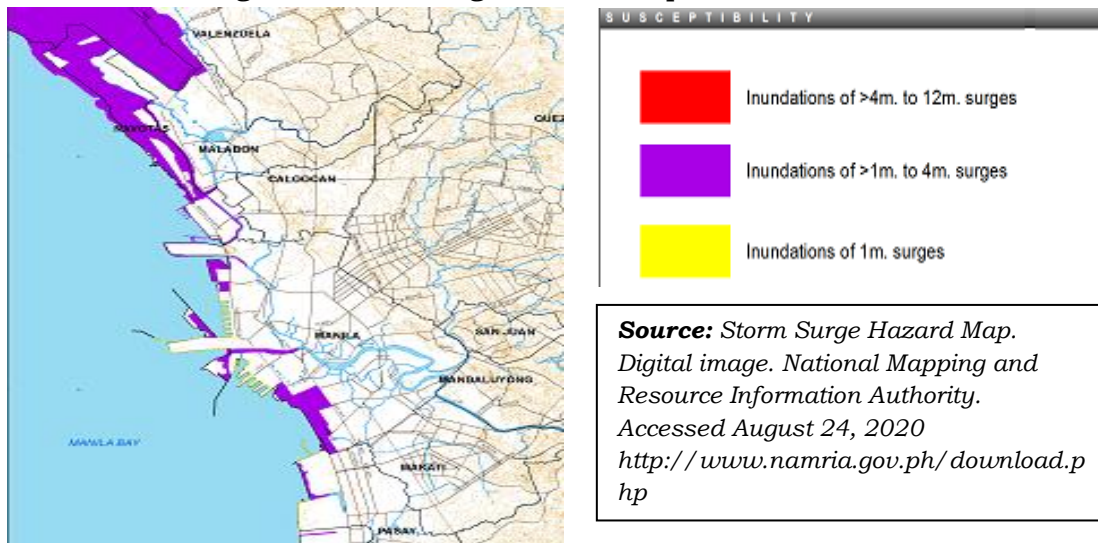 VALENZUELA
QUEZ
NAVOTAS
MALABON
CALOOCAN
MANILA
SAN JUAN
MANDALUYONG
MANILA BAY
MAKATI
PASAY
SUSCEPTIBILITY
Inundations of >4m. to 12m. surges
Inundations of >1m. to 4m. surges
Inundations of 1m. surges
Source: Storm Surge Hazard Map.
Digital image. National Mapping and
Resource Information Authority.
Accessed August 24, 2020
http://www.namria.gov.ph/download.p
hp